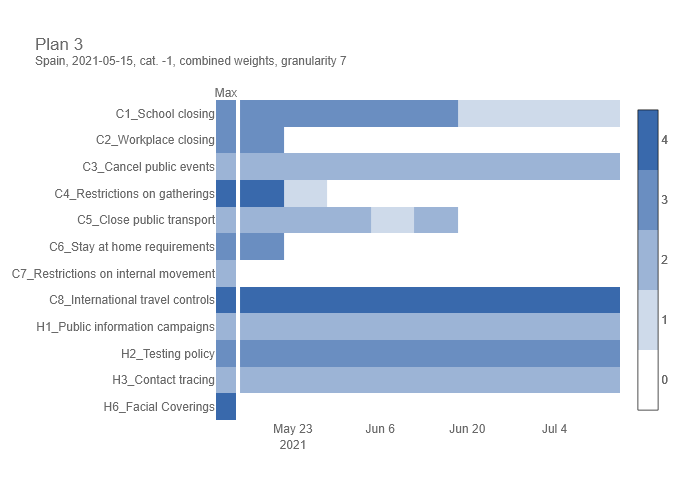 Plan 3
Spain, 2021-05-15, cat. -1, combined weights, granularity 7
Max
C1_School closing
C2_Workplace closing
C3_Cancel public events
C4_Restrictions on gatherings
C5_Close public transport
C6_Stay at home requirements
C7_Restrictions on internal movement
C8_International travel controls
H1_Public information campaigns
H2_Testing policy
H3_Contact tracing
H6_Facial Coverings
4
3
2
1
0
May 23 Jun 6 Jun 20 Jul 4
2021